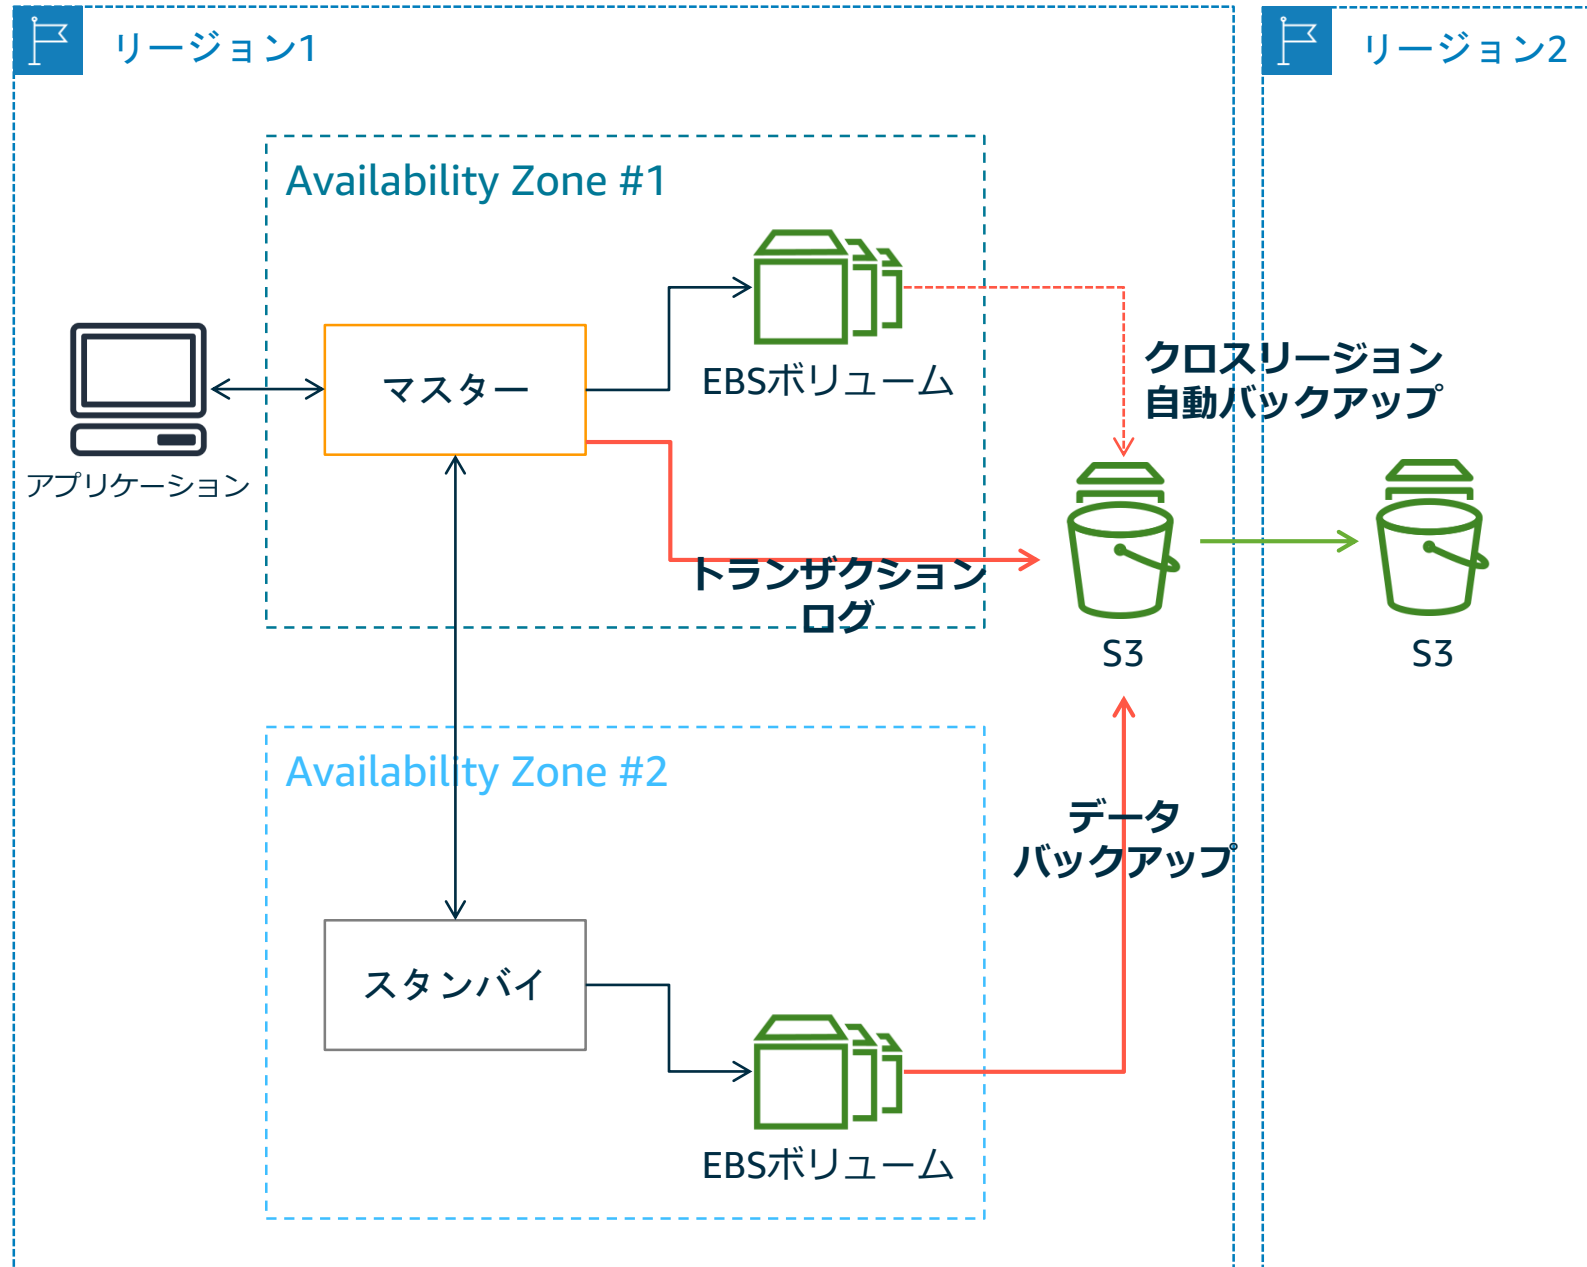 リージョン1
リージョン2
Availability Zone #1
EBSボリューム
マスター
アプリケーション
クロスリージョン
自動バックアップ
トランザクション
ログ
S3
S3
Availability Zone #2
データ
バックアップ
スタンバイ
EBSボリューム